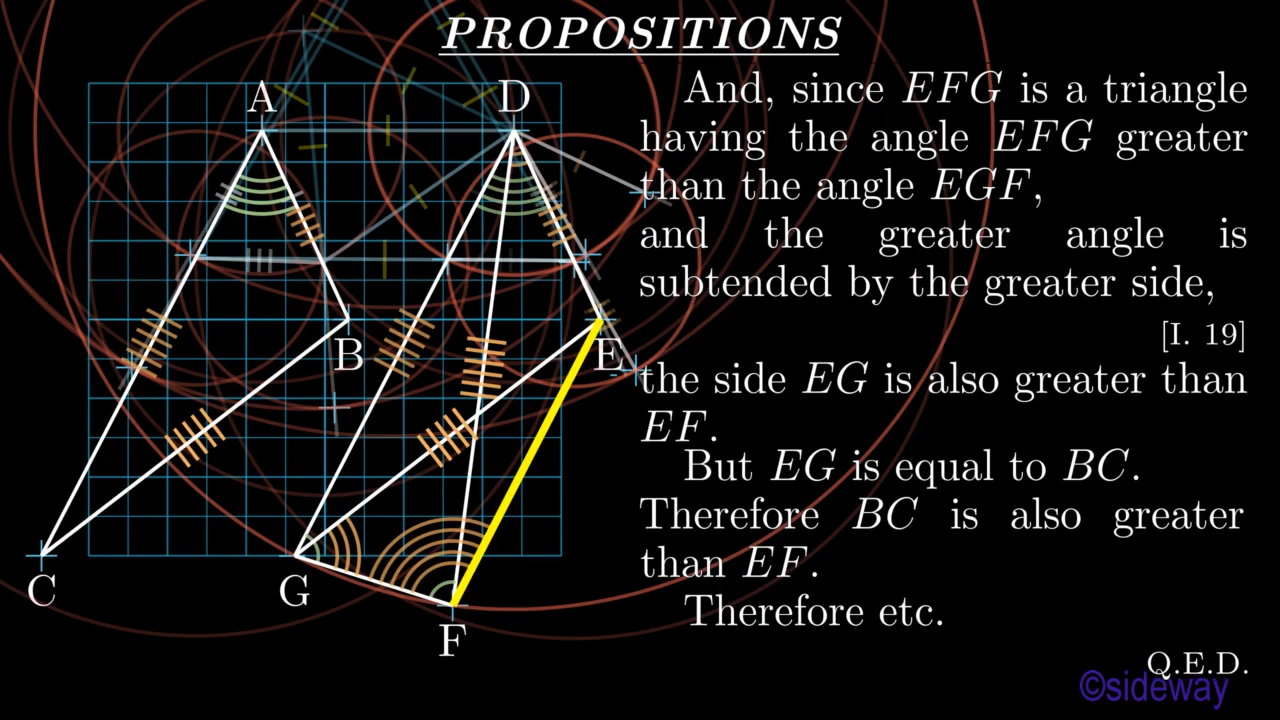 PROPOSITIONS
A
D
B
E
C
G
F
And, since EFG is a triangle
having the angle EFG greater
than the angle EGF,
and the greater angle is
subtended by the greater side,
[I. 19]
the side EG is also greater than
EF.
But EG is equal to BC.
Therefore BC is also greater
than EF.
Therefore etc.
Q.E.D.
©sideway